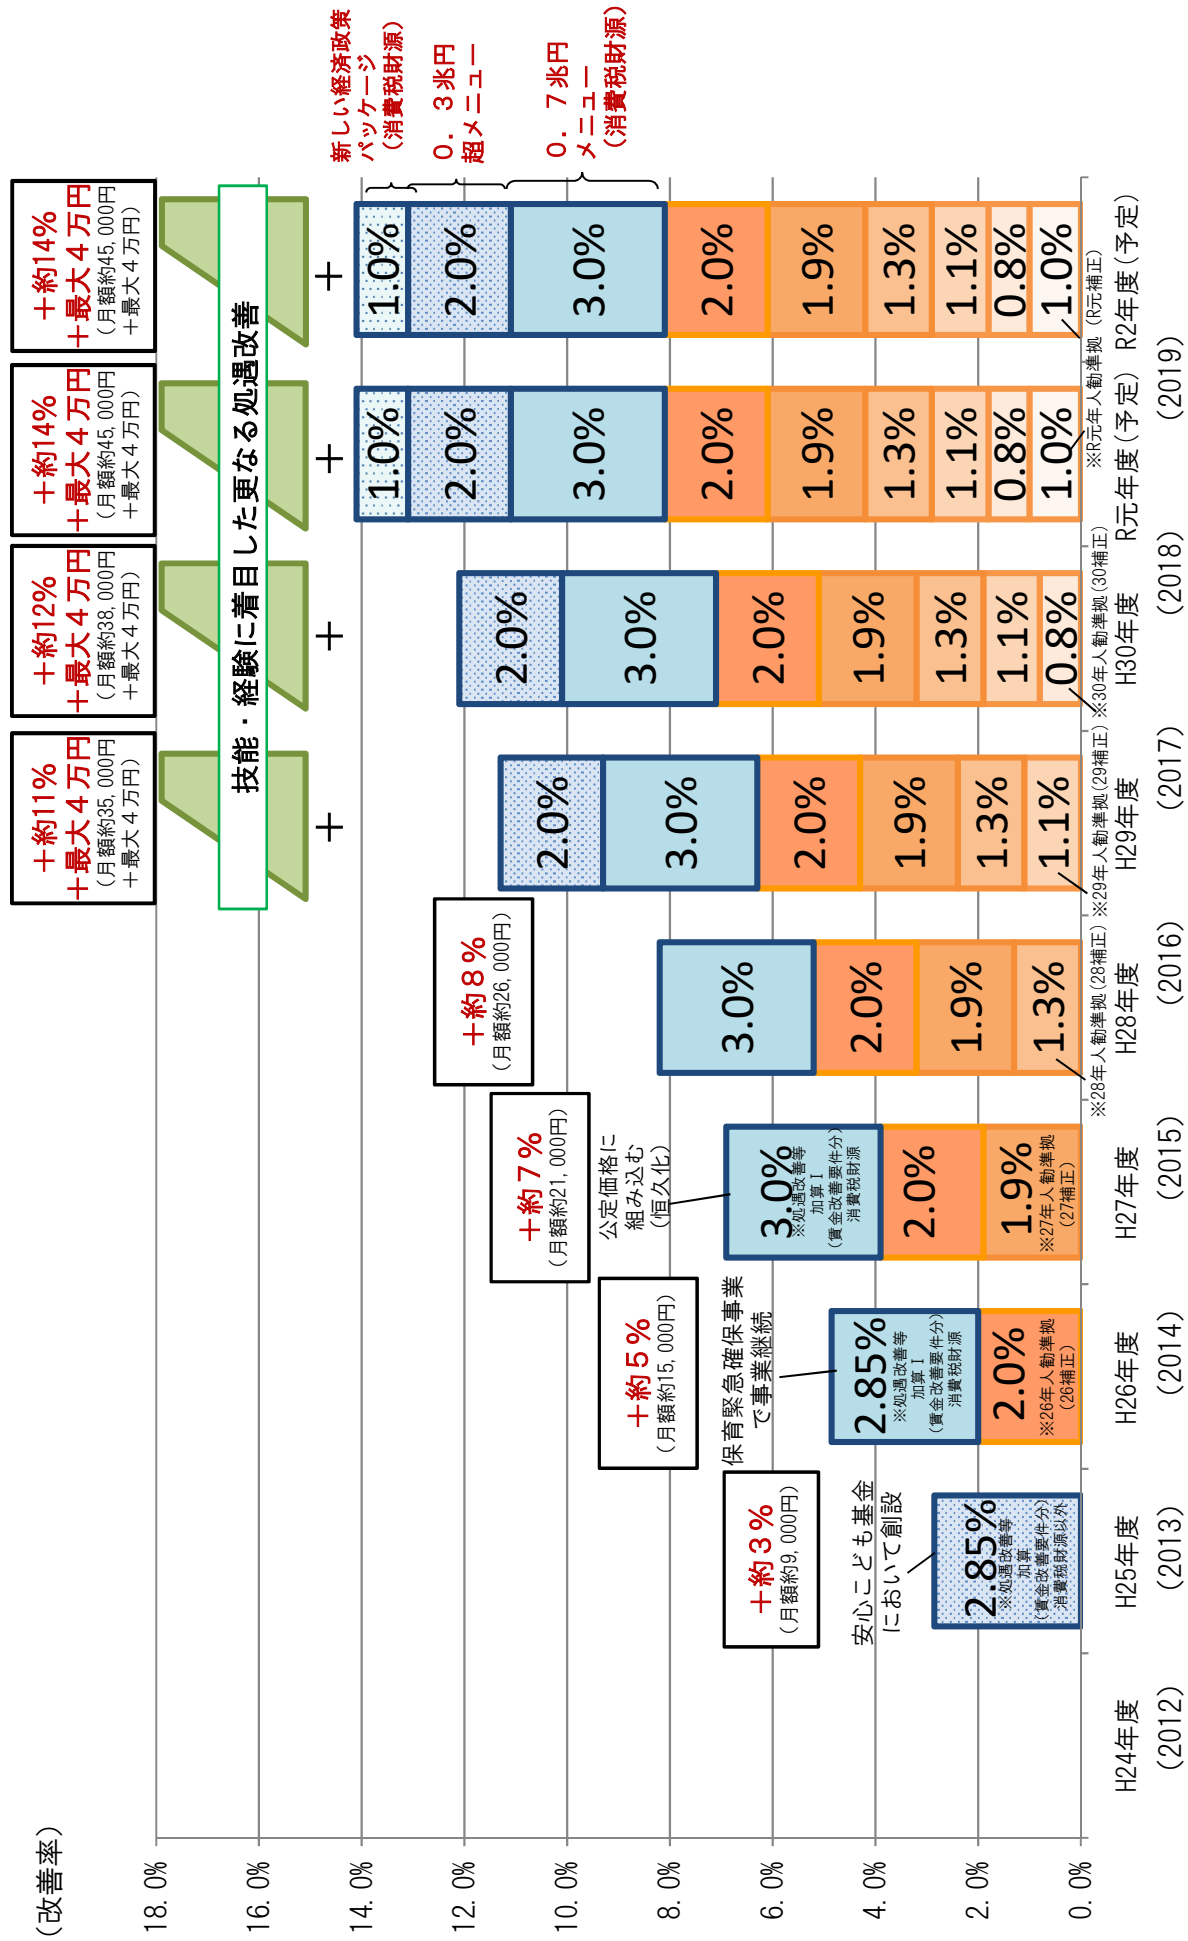 (改善率)
18.0%
16.0%
14.0%
12.0%
10.0%
8.0%
6.0%
4.0%
2.0%
0.0%
H24年度
(2012)
+約3%
(月額約9,000円)
安心こども基金
において創設
2.85%
※処遇改善等
加算
(賃金改善要件分)
消費税財源以外
H25年度
(2013)
+約5%
(月額約15,000円)
保育緊急確保事業
で事業継続
2.85%
※処遇改善等
加算Ⅰ
(賃金改善要件分)
消費税財源
2.0%
※26年人勧準拠
(26補正)
H26年度
(2014)
+約7%
(月額約21,000円)
公定価格に
組み込む
(恒久化)
3.0%
※処遇改善等
加算Ⅰ
(賃金改善要件分)
消費税財源
2.0%
1.9%
※27年人勧準拠
(27補正)
H27年度
(2015)
+約8%
(月額約26,000円)
3.0%
2.0%
1.9%
1.3%
※28年人勧準拠(28補正)
H28年度
(2016)
+約11%
+最大4万円
(月額約35,000円
+最大4万円)
技能・経験に着目した更なる処遇改善
+
2.0%
3.0%
2.0%
1.9%
1.3%
1.1%
※29年人勧準拠(29補正)
H29年度
(2017)
+約12%
+最大4万円
(月額約38,000円
+最大4万円)
+
2.0%
3.0%
2.0%
1.9%
1.3%
1.1%
0.8%
※30年人勧準拠(30補正)
H30年度
(2018)
+約14%
+最大4万円
(月額約45,000円
+最大4万円)
+
1.0%
2.0%
3.0%
2.0%
1.9%
1.3%
1.1%
0.8%
1.0%
※R元年人勧準拠(R元補正)
R元年度(予定)
(2019)
+約14%
+最大4万円
(月額約45,000円
+最大4万円)
+
1.0%
2.0%
3.0%
2.0%
1.9%
1.3%
1.1%
0.8%
1.0%
R2年度(予定)
新しい経済政策
パッケージ
(消費税財源)
0.3兆円
超メニュー
0.7兆円
メニュー
(消費税財源)